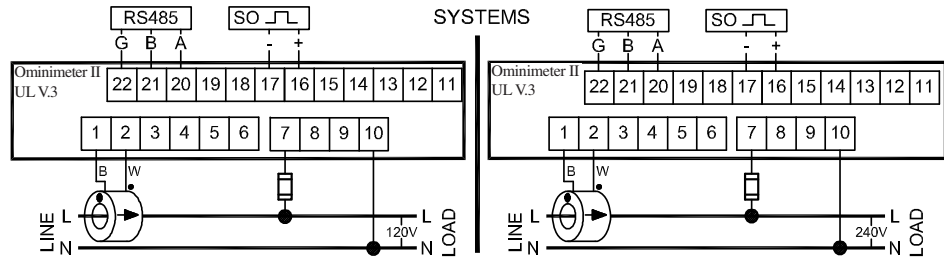 SYSTEMS
RS485
SO
G B A
- +
Ominimeter II
UL V.3
22 21 20 19 18 17 16 15 14 13 12 11
1 2 3 4 5 6 7 8 9 10
B W
LINE
L L
N N
120V
LOAD
RS485
SO
G B A
- +
Ominimeter II
UL V.3
22 21 20 19 18 17 16 15 14 13 12 11
1 2 3 4 5 6 7 8 9 10
B W
LINE
L L
N N
240V
LOAD